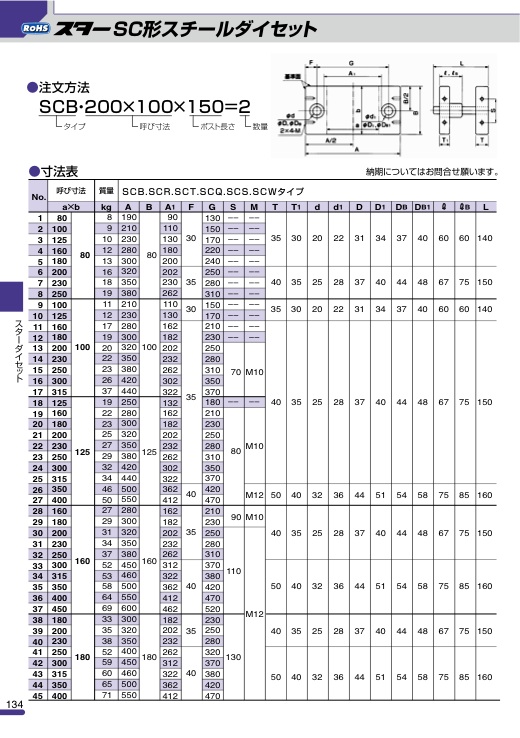 RoHS スター SC形スチールダイセット
●注文方法
SCB・200×100×150=2
タイプ 呼び寸法 ポスト長さ 数量
F G L
A₁ ℓ . ℓB
基準面
B/2 B S
b
φd φd₁
φD . φDB a φD₁ . φDB1
2×4-M A/2 T₁ T
A
●寸法表
納期についてはお問合せ願います。
No. 呼び寸法 質量 SCB.SCR.SCT.SCQ.SCS.SCWタイプ
a×b kg A B A1 F G S M T T1 d d1 D D1 DB DB1 ℓ ℓB L
1 80 8 190 90 130 —— ——
2 100 9 210 110 150 —— ——
3 125 10 230 130 30 170 —— —— 35 30 20 22 31 34 37 40 60 60 140
4 160 80 12 280 80 180 220 —— ——
5 180 13 300 200 240 —— ——
6 200 16 320 202 250 —— ——
7 230 18 350 230 35 280 —— —— 40 35 25 28 37 40 44 48 67 75 150
8 250 19 380 262 310 —— ——
9 100 11 210 110 30 150 —— —— 35 30 20 22 31 34 37 40 60 60 140
10 125 12 230 130 170 —— ——
11 160 17 280 162 210 —— ——
12 180 19 300 182 230 —— ——
13 200 100 20 320 100 202 250
14 230 22 350 232 280
15 250 23 380 262 310 70 M10
16 300 26 420 302 350
17 315 37 440 322 35 370
18 125 19 250 132 180 —— —— 40 35 25 28 37 40 44 48 67 75 150
19 160 22 280 162 210
20 180 23 300 182 230
21 200 25 320 202 250
22 230 125 27 350 125 232 280 80 M10
23 250 29 380 262 310
24 300 32 420 302 350
25 315 34 440 322 370
26 350 46 500 362 40 420
27 400 50 550 412 470 M12 50 40 32 36 44 51 54 58 75 85 160
28 160 27 280 162 210 90 M10
29 180 29 300 182 230
30 200 31 320 202 35 250 40 35 25 28 37 40 44 48 67 75 150
31 230 34 350 232 280
32 250 160 37 380 160 262 310
33 300 52 450 312 370 110
34 315 53 460 322 380
35 350 58 500 362 40 420 50 40 32 36 44 51 54 58 75 85 160
36 400 64 550 412 470
37 450 69 600 462 520 M12
38 180 33 300 182 230
39 200 35 320 202 35 250 40 35 25 28 37 40 44 48 67 75 150
40 230 38 350 232 280
41 250 180 52 400 180 262 320 130
42 300 59 450 312 370
43 315 60 460 322 40 380 50 40 32 36 44 51 54 58 75 85 160
44 350 65 500 362 420
45 400 71 550 412 470
スターダイセット
134